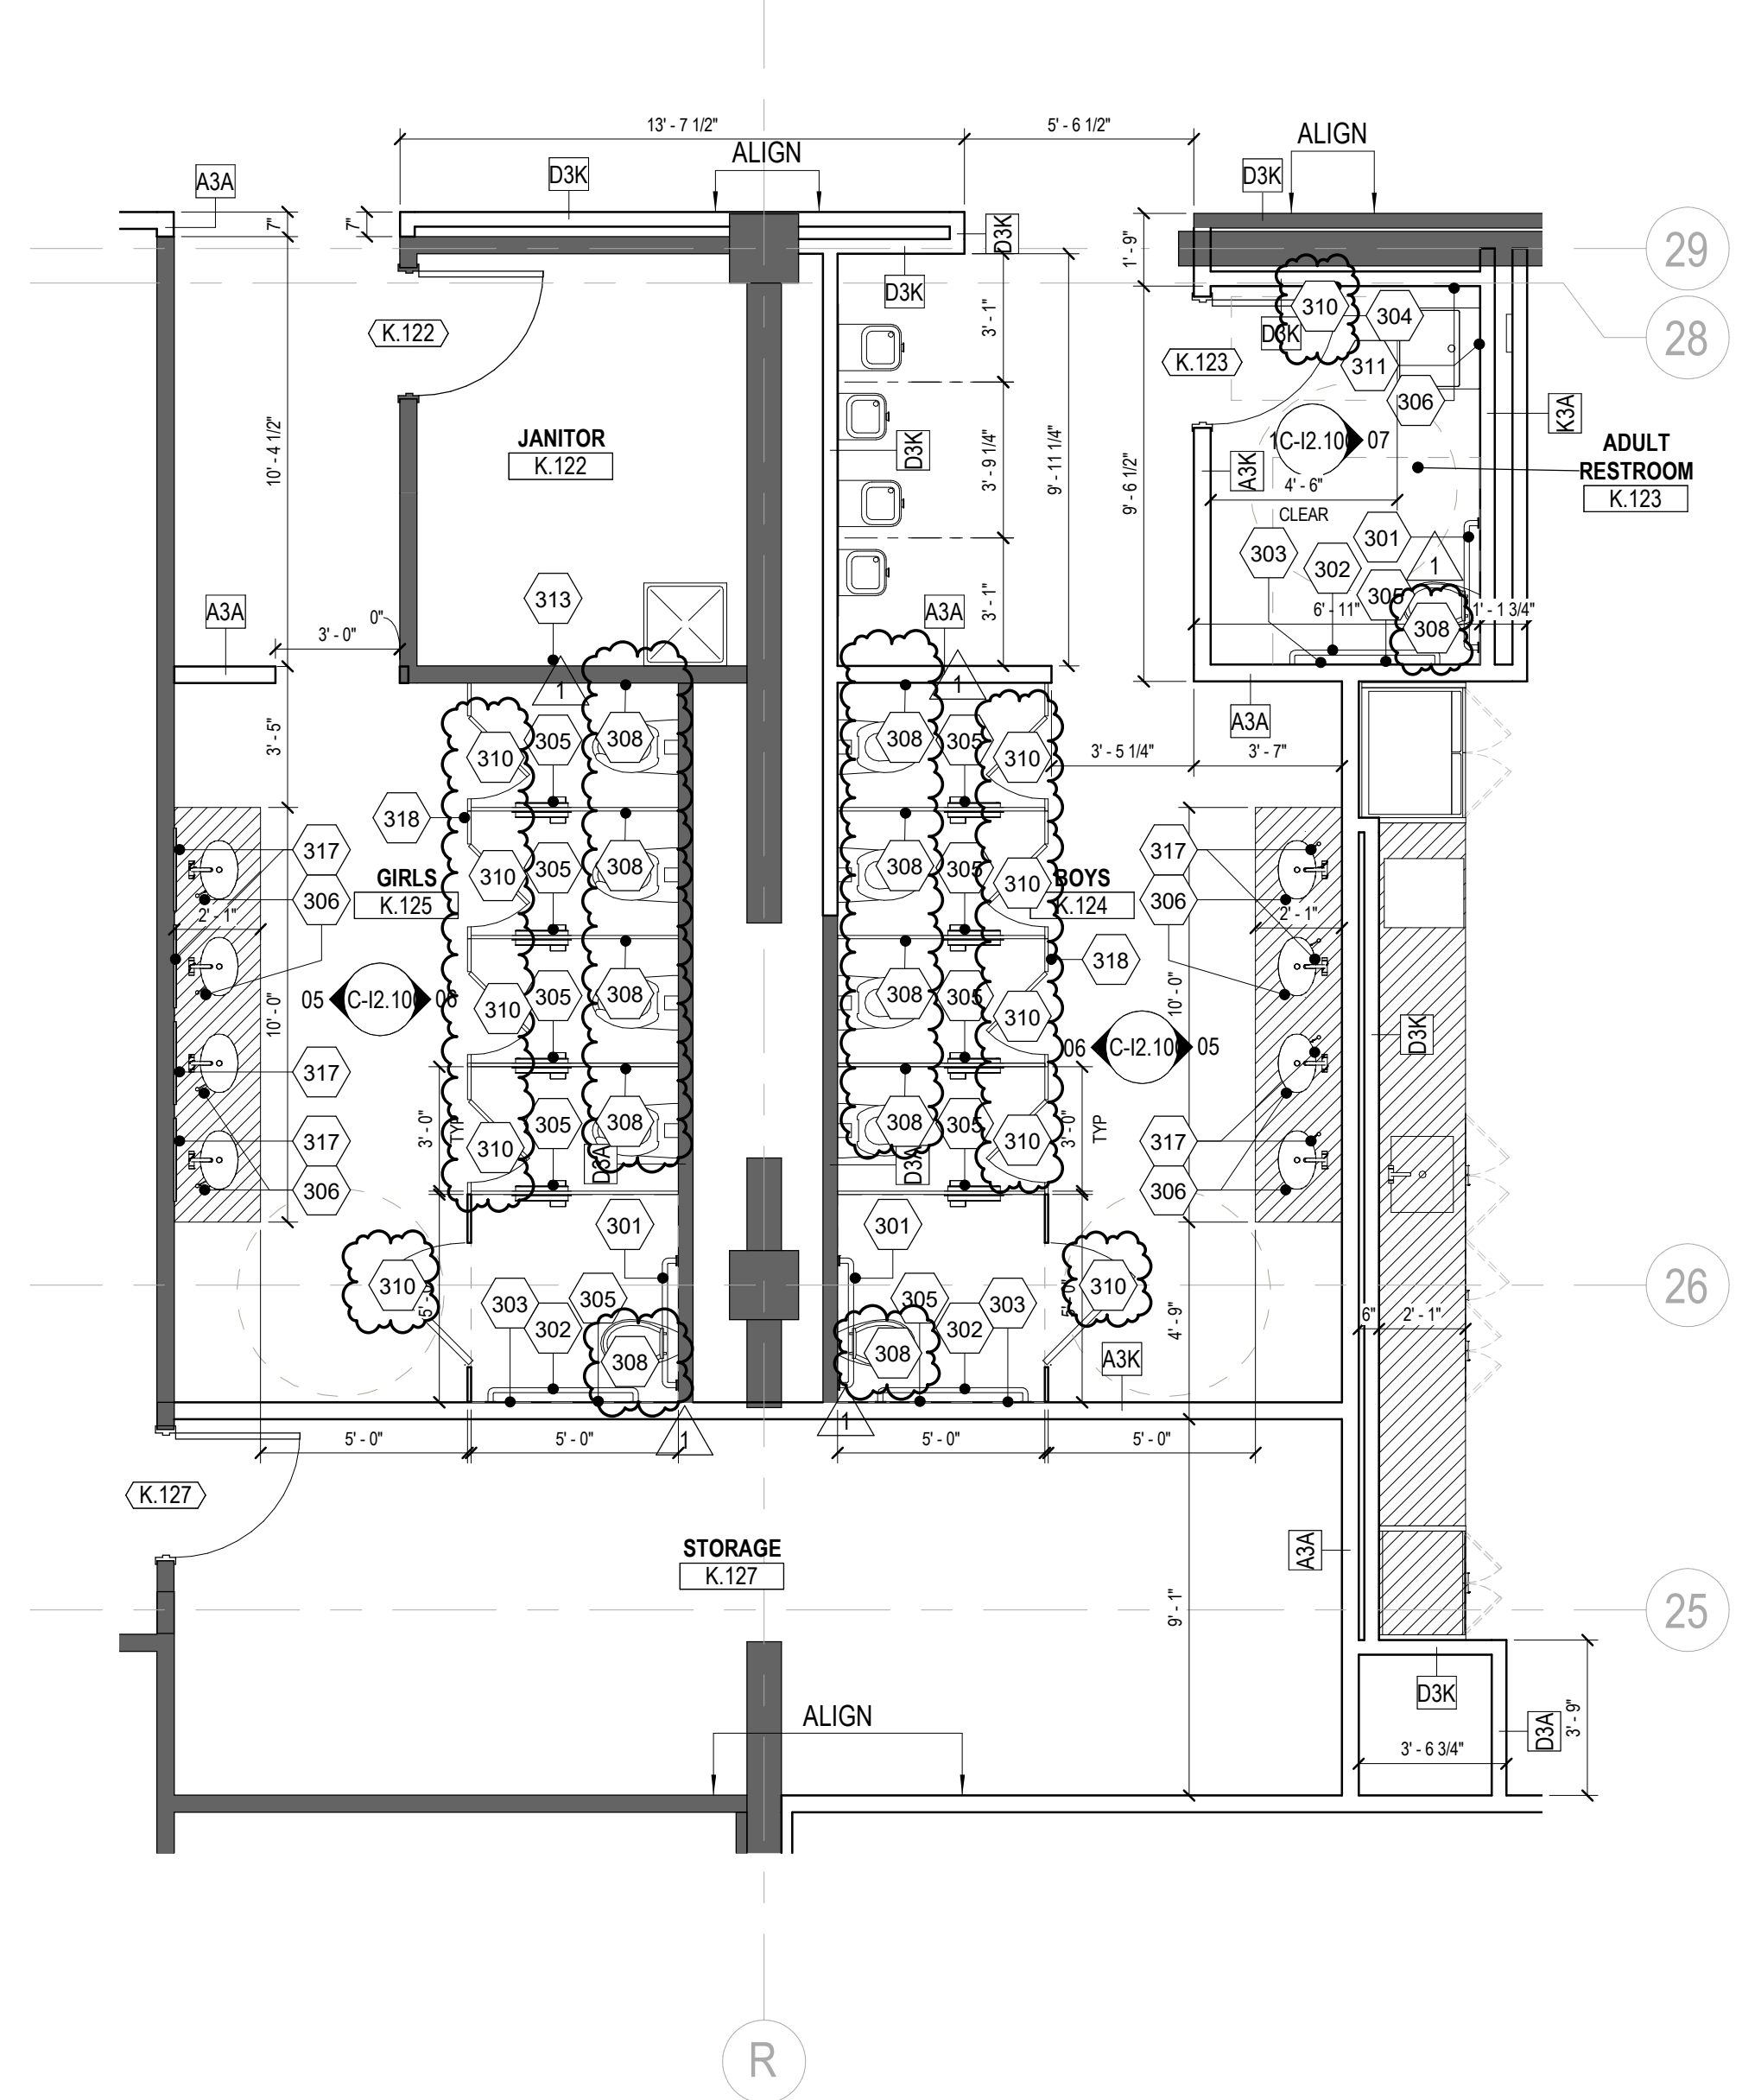 13' - 7 1/2"
5' - 6 1/2"
ALIGN
ALIGN
A3A
D3K
D3K
7"
7"
D3K
D3K
1' - 9"
29
28
K.122
3' - 1"
310
304
D3K
K.123
311
306
10' - 4 1/2"
JANITOR
K.122
D3K
3' - 9 1/4"
9' - 11 1/4"
9' - 6 1/2"
1C-I2.10
07
K3A
ADULT
RESTROOM
K.123
A3K
4' - 6"
CLEAR
301
303
302
1
305
308
6' - 11"
1' - 1 3/4"
313
A3A
0"
3' - 0"
A3A
3' - 1"
1
1
A3A
3' - 5"
310
305
308
308
305
310
3' - 5 1/4"
3' - 7"
318
317
GIRLS
K.125
306
2' - 1"
310
305
308
308
305
310
BOYS
K.124
317
306
2' - 1"
318
05
C-I2.10
06
10' - 0"
310
305
308
308
305
310
06
C-I2.10
05
10' - 0"
D3K
317
317
306
3' - 0"
TYP
310
305
308
D3A
308
305
D3A
310
3' - 0"
TYP
317
306
301
301
310
5' - 0"
303
305
302
308
305
302
303
308
310
5' - 0"
4' - 9"
6"
2' - 1"
26
A3K
1
1
5' - 0"
5' - 0"
5' - 0"
5' - 0"
K.127
STORAGE
K.127
A3A
9' - 1"
25
D3K
D3A
3' - 9"
3' - 6 3/4"
ALIGN
R